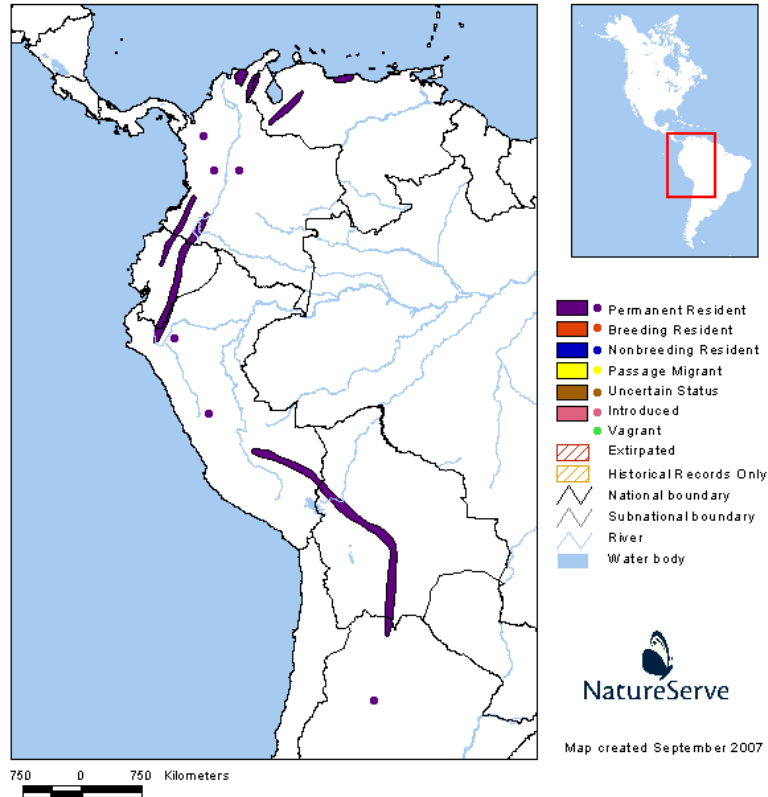 Permanent Resident
Breeding Resident
Nonbreeding Resident
Passage Migrant
Uncertain Status
Introduced
Vagrant
Extirpated
Historical Records Only
National boundary
Subnational boundary
River
Water body
NatureServe
Map created September 2007
750 0 750 Kilometers